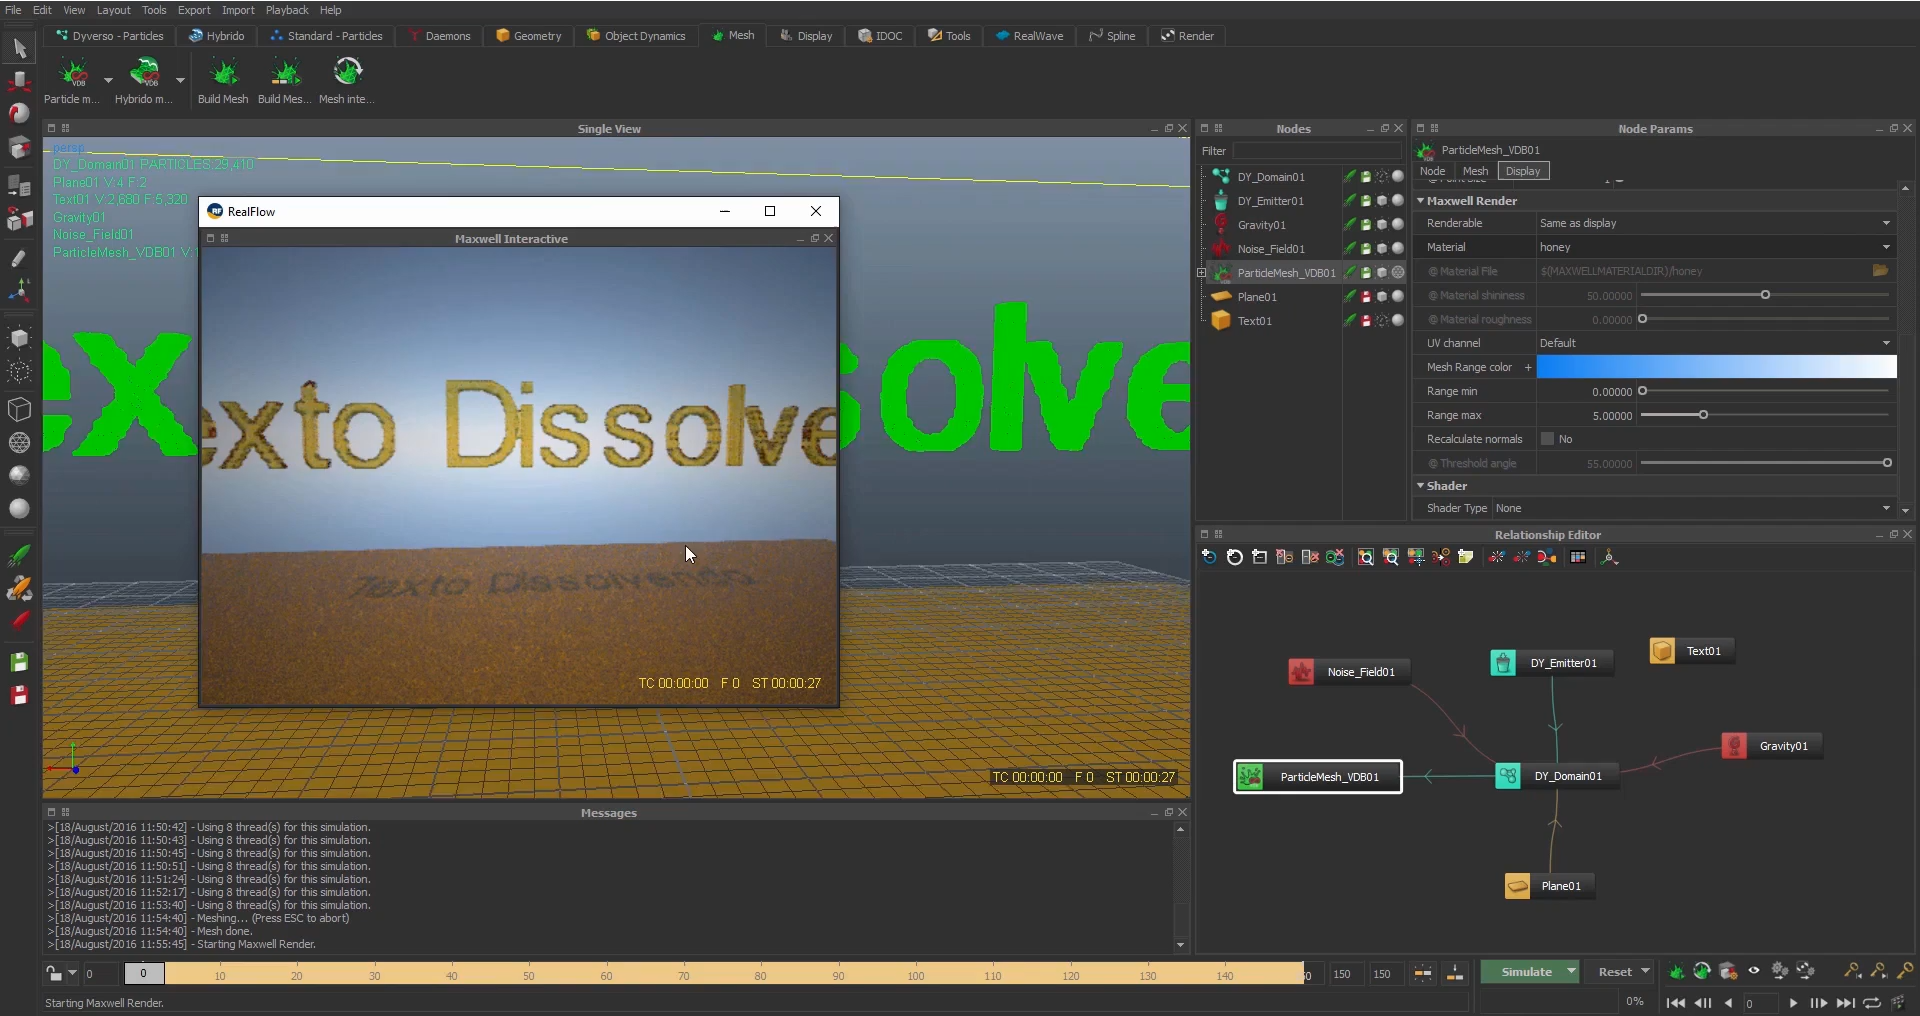 File Edit View Layout Tools Export Import Playback Help
Dyverso - Particles Hybrido Standard - Particles Daemons Geometry Object Dynamics Mesh Display IDOC Tools RealWave Spline Render
Particle m... Hybrido m... Build Mesh Build Mes... Mesh inte...
Single View
persp
DY_Domain01 PARTICLES:29,410
Plane01 V:4 F:2
Text01 V:2,680 F:5,320
Gravity01
Noise_Field01
ParticleMesh_VDB01 V:1
RealFlow
Maxwell Interactive
exto Dissolve
Texto Dissolvente
TC 00:00:00 F 0 ST 00:00:27
ex solve
TC 00:00:00 F 0 ST 00:00:27
Nodes
Filter
DY_Domain01
DY_Emitter01
Gravity01
Noise_Field01
ParticleMesh_VDB01
Plane01
Text01
Node Params
ParticleMesh_VDB01
Node Mesh Display
Maxwell Render
Renderable Same as display
Material honey
@ Material File $(MAXWELLMATERIALDIR)/honey
@ Material shininess 50.00000
@ Material roughness 0.00000
UV channel Default
Mesh Range color +
Range min 0.00000
Range max 5.00000
Recalculate normals No
@ Threshold angle 55.00000
Shader
Shader Type None
Relationship Editor
Noise_Field01
DY_Emitter01
Text01
Gravity01
ParticleMesh_VDB01
DY_Domain01
Plane01
Messages
>[18/August/2016 11:50:42] - Using 8 thread(s) for this simulation.
>[18/August/2016 11:50:43] - Using 8 thread(s) for this simulation.
>[18/August/2016 11:50:45] - Using 8 thread(s) for this simulation.
>[18/August/2016 11:50:51] - Using 8 thread(s) for this simulation.
>[18/August/2016 11:51:24] - Using 8 thread(s) for this simulation.
>[18/August/2016 11:52:17] - Using 8 thread(s) for this simulation.
>[18/August/2016 11:53:40] - Using 8 thread(s) for this simulation.
>[18/August/2016 11:54:40] - Meshing... (Press ESC to abort)
>[18/August/2016 11:54:40] - Mesh done.
>[18/August/2016 11:55:45] - Starting Maxwell Render.
0 0 10 20 30 40 50 60 70 80 90 100 110 120 130 140 150 150
Simulate Reset
Starting Maxwell Render.
0% 0